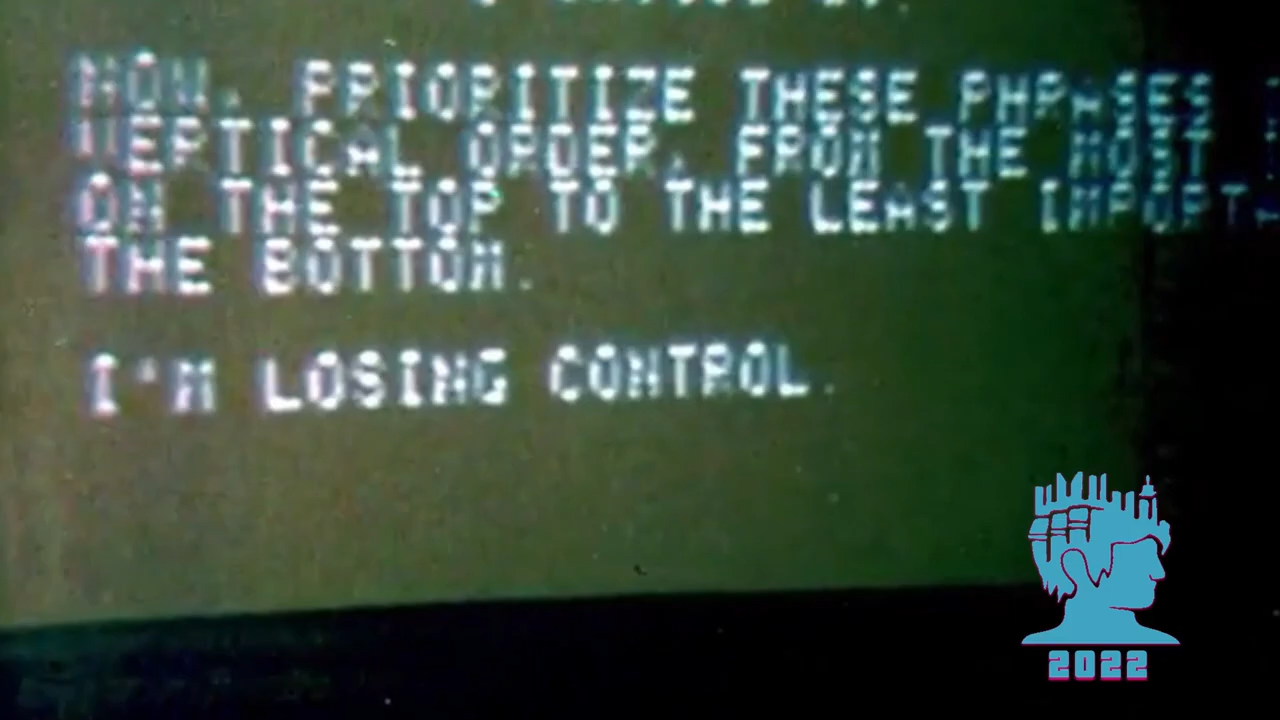 NOW, PRIORITIZE THESE PHRASES
VERTICAL ORDER, FROM THE MOST
ON THE TOP TO THE LEAST IMPORTA
THE BOTTOM.
I'M LOSING CONTROL.
2022